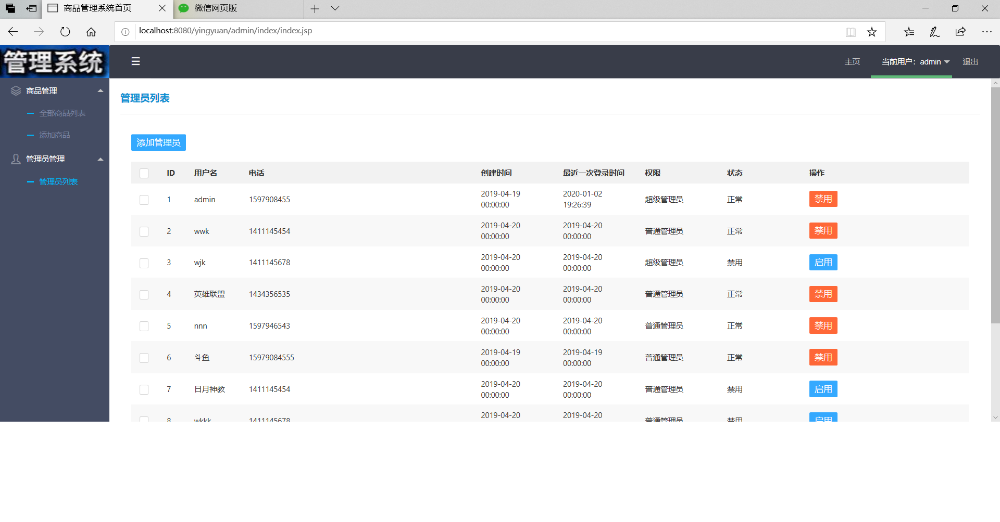 商品管理系统首页
微信网页版
localhost:8080/yingyuan/admin/index/index.jsp
管理系统
主页
当前用户：admin
退出
商品管理
全部商品列表
添加商品
管理员管理
管理员列表
管理员列表
添加管理员
ID 用户名 电话 创建时间 最近一次登录时间 权限 状态 操作
1 admin 1597908455 2019-04-19 00:00:00 2020-01-02 19:26:39 超级管理员 正常 禁用
2 wwk 1411145454 2019-04-20 00:00:00 2019-04-20 00:00:00 普通管理员 正常 禁用
3 wjk 1411145678 2019-04-20 00:00:00 2019-04-20 00:00:00 超级管理员 禁用 启用
4 英雄联盟 1434356535 2019-04-20 00:00:00 2019-04-20 00:00:00 普通管理员 正常 禁用
5 nnn 1597946543 2019-04-20 00:00:00 2019-04-20 00:00:00 普通管理员 正常 禁用
6 斗鱼 15979084555 2019-04-19 00:00:00 2019-04-19 00:00:00 普通管理员 正常 禁用
7 日月神教 1411145454 2019-04-20 00:00:00 2019-04-20 00:00:00 普通管理员 禁用 启用
8 wkkk 1411145678 2019-04-20 2019-04-20 普通管理员 禁用 启用